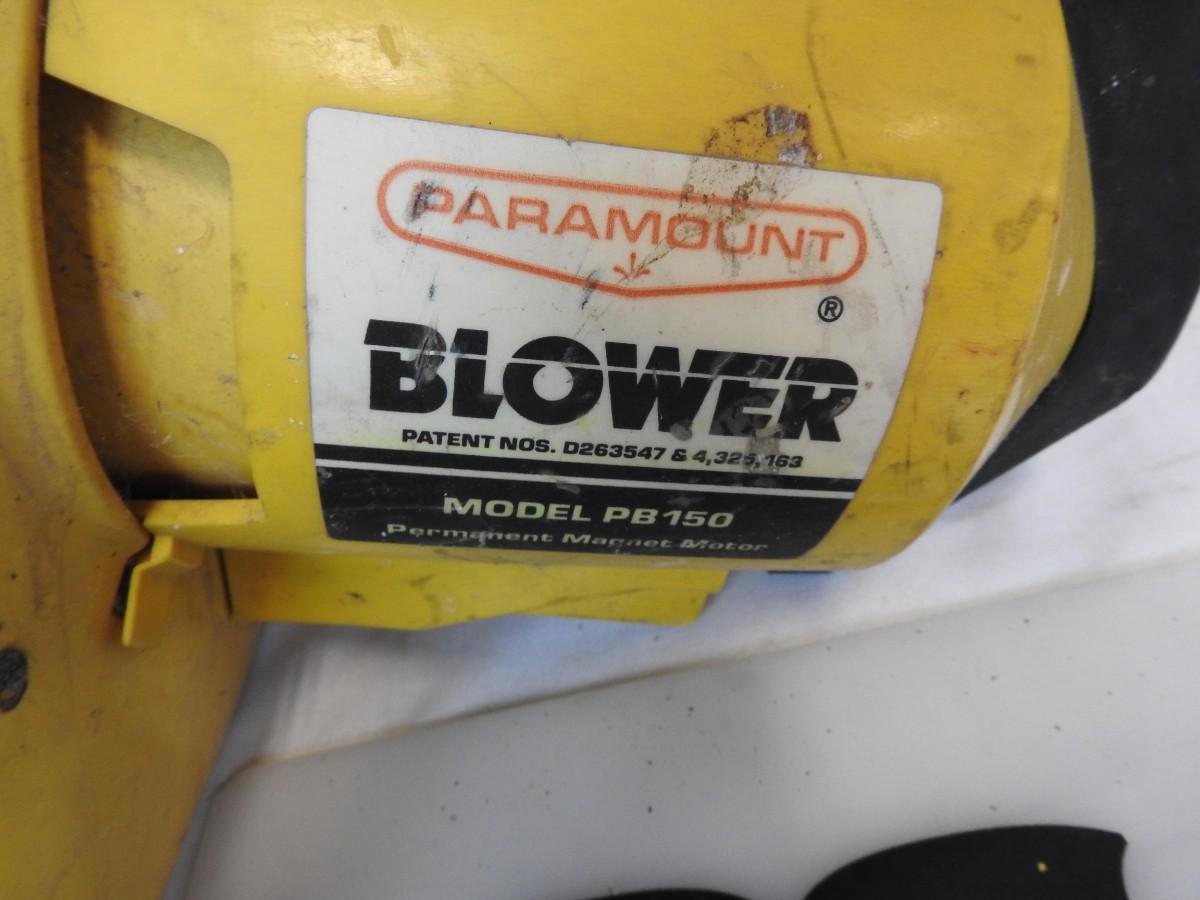 PARAMOUNT
®
BLOWER
PATENT NOS. D263547 & 4,325,163
MODEL PB150
Permanent Magnet Motor